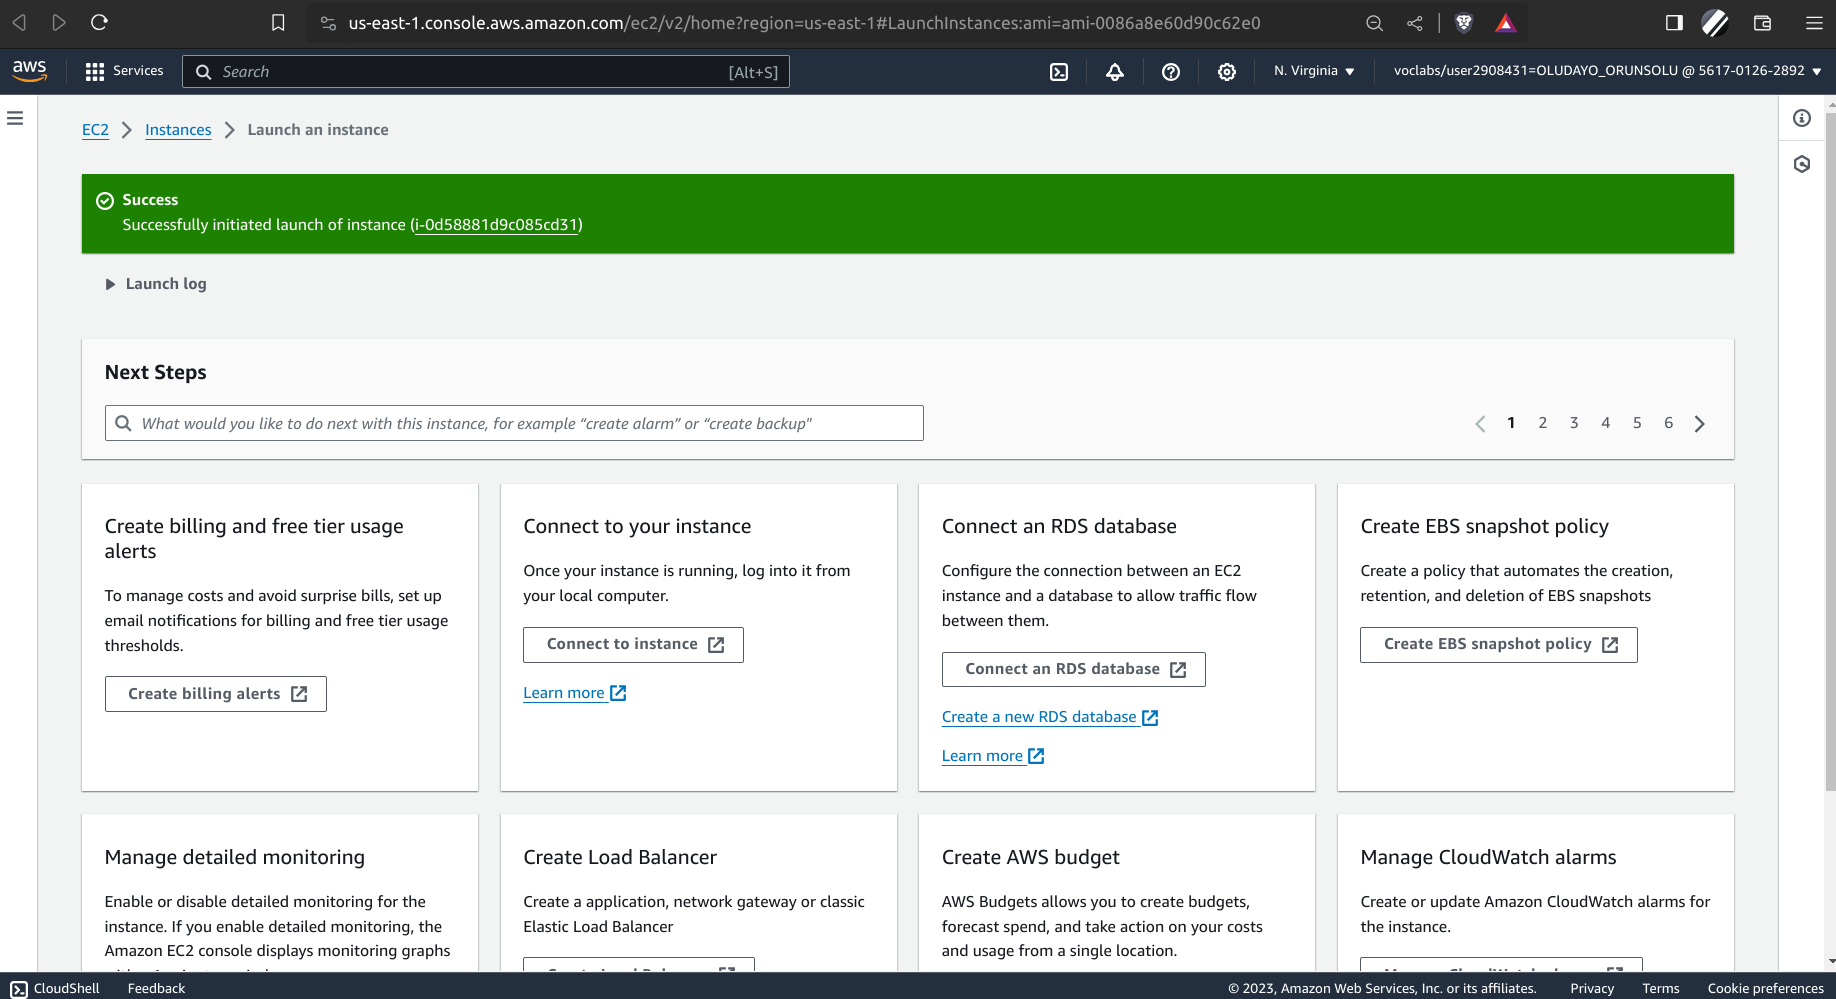 us-east-1.console.aws.amazon.com/ec2/v2/home?region=us-east-1#LaunchInstances:ami=ami-0086a8e60d90c62e0
aws
Services
Search
[Alt+S]
N. Virginia
voclabs/user2908431=OLUDAYO_ORUNSOLU @ 5617-0126-2892
EC2
Instances
Launch an instance
Success
Successfully initiated launch of instance (i-0d58881d9c085cd31)
Launch log
Next Steps
What would you like to do next with this instance, for example “create alarm” or “create backup”
1 2 3 4 5 6
Create billing and free tier usage
alerts
To manage costs and avoid surprise bills, set up
email notifications for billing and free tier usage
thresholds.
Create billing alerts
Connect to your instance
Once your instance is running, log into it from
your local computer.
Connect to instance
Learn more
Connect an RDS database
Configure the connection between an EC2
instance and a database to allow traffic flow
between them.
Connect an RDS database
Create a new RDS database
Learn more
Create EBS snapshot policy
Create a policy that automates the creation,
retention, and deletion of EBS snapshots
Create EBS snapshot policy
Manage detailed monitoring
Enable or disable detailed monitoring for the
instance. If you enable detailed monitoring, the
Amazon EC2 console displays monitoring graphs
Create Load Balancer
Create a application, network gateway or classic
Elastic Load Balancer
Create AWS budget
AWS Budgets allows you to create budgets,
forecast spend, and take action on your costs
and usage from a single location.
Manage CloudWatch alarms
Create or update Amazon CloudWatch alarms for
the instance.
CloudShell
Feedback
© 2023, Amazon Web Services, Inc. or its affiliates.
Privacy
Terms
Cookie preferences